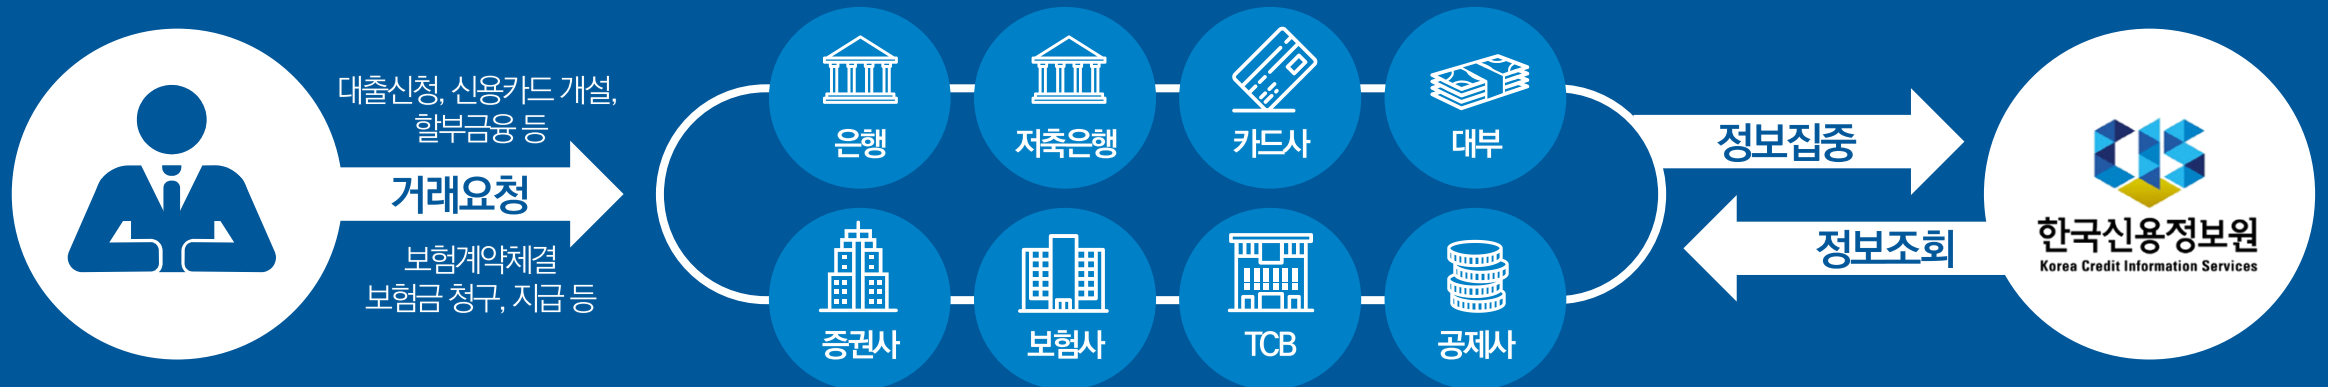 대출신청, 신용카드 개설,
할부금융 등
거래요청
보험계약체결
보험금 청구, 지급 등
은행
저축은행
카드사
대부
증권사
보험사
TCB
공제사
정보집중
정보조회
한국신용정보원
Korea Credit Information Services